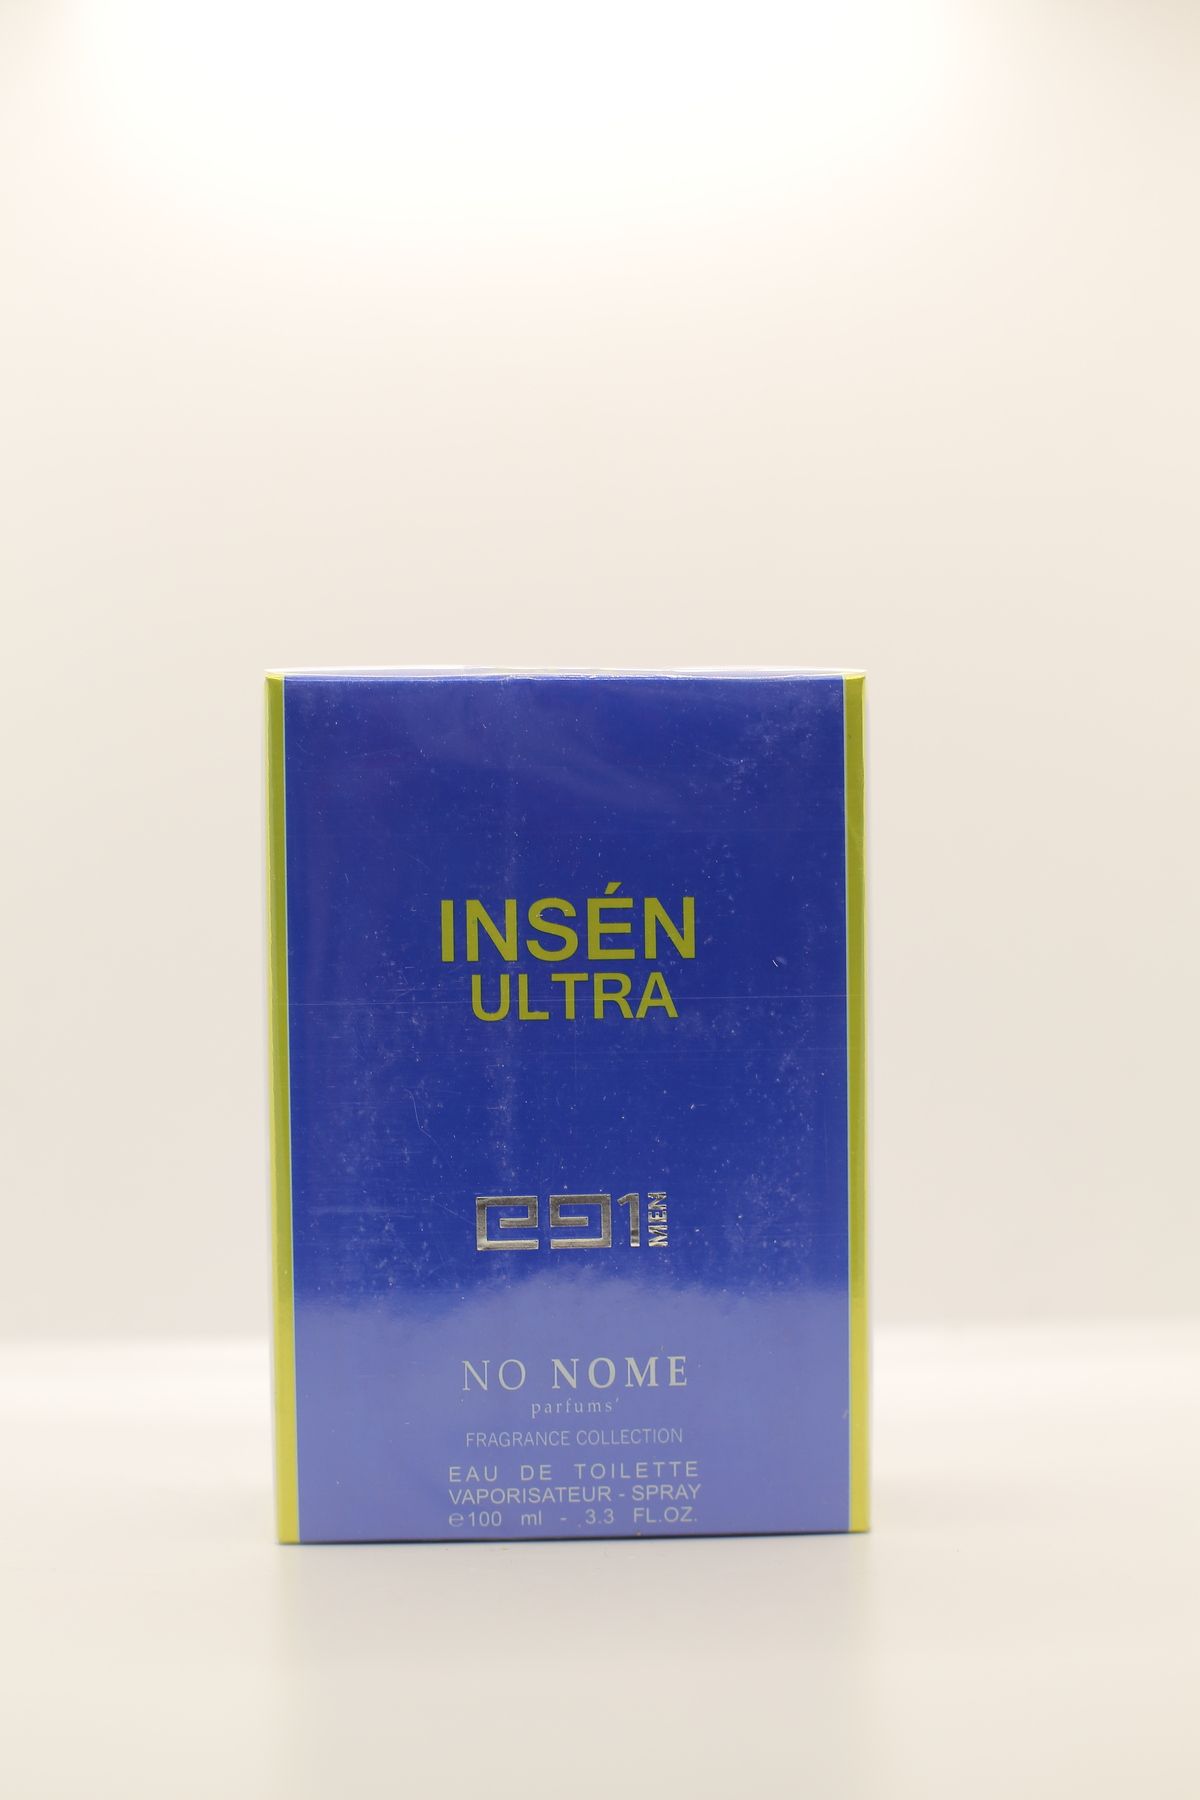 INSÉN
ULTRA
e91 MEN
NO NOME
parfums'
FRAGRANCE COLLECTION
EAU DE TOILETTE
VAPORISATEUR - SPRAY
℮100 ml - 3.3 FL.OZ.